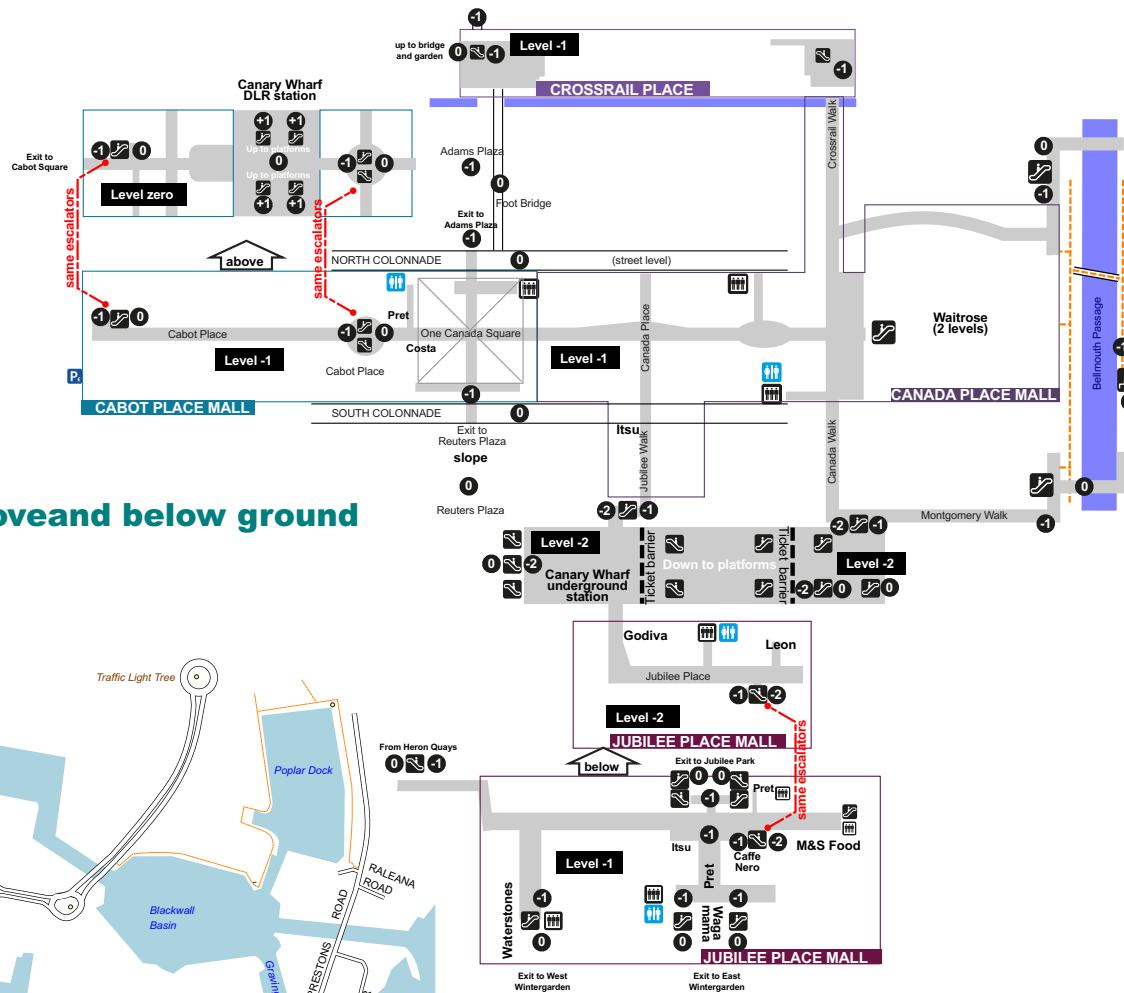 -1
up to bridge
and garden
0 -1
Level -1
-1
CROSSRAIL PLACE
Canary Wharf
DLR station
+1 +1
Up to platforms
0
Up to platforms
+1 +1
Exit to
Cabot Square
-1 0
-1 0
Level zero
same escalators
same escalators
above
Adams Plaza
-1
0
Foot Bridge
Exit to
Adams Plaza
-1
Crossrail Walk
0
-1
NORTH COLONNADE 0 (street level)
-1 0
Cabot Place
Level -1
-1 0
Cabot Place
Pret
Costa
One Canada Square
Level -1
Canada Place
Waitrose
(2 levels)
Bellmouth Passage
P
CABOT PLACE MALL
-1
CANADA PLACE MALL
SOUTH COLONNADE 0
Exit to
Reuters Plaza
slope
0
Reuters Plaza
Itsu
Jubilee Walk
Canada Walk
0
oveand below ground
-2 -1
-2 -1
Montgomery Walk
-1
Level -2
0 -2
Canary Wharf
underground
station
Ticket barrier
Down to platforms
Ticket barrier
Level -2
-2 0 0
Godiva
Leon
Jubilee Place
-1 -2
Level -2
JUBILEE PLACE MALL
below
same escalators
From Heron Quays
0 -1
Exit to Jubilee Park
0 0
-1
Pret
-1
-1 -2
Itsu
Caffe
Nero
M&S Food
Level -1
Pret
Waterstones
-1
0
-1 -1
Waga
mama
0 0
JUBILEE PLACE MALL
Exit to West
Wintergarden
Exit to East
Wintergarden
Traffic Light Tree
Poplar Dock
RALEANA
ROAD
Blackwall
Basin
PRESTONS ROAD
Graving